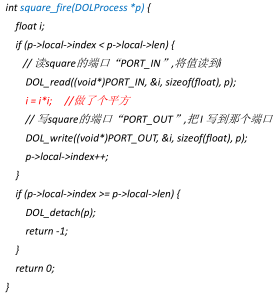 int square_fire(DOLProcess *p) {
float i;
if (p->local->index < p->local->len) {
// 读square的端口“PORT_IN”,将值读到i
DOL_read((void*)PORT_IN, &i, sizeof(float), p);
i = i*i; //做了个平方
// 写square的端口“PORT_OUT”,把 I 写到那个端口
DOL_write((void*)PORT_OUT, &i, sizeof(float), p);
p->local->index++;
}
if (p->local->index >= p->local->len) {
DOL_detach(p);
return -1;
}
return 0;
}